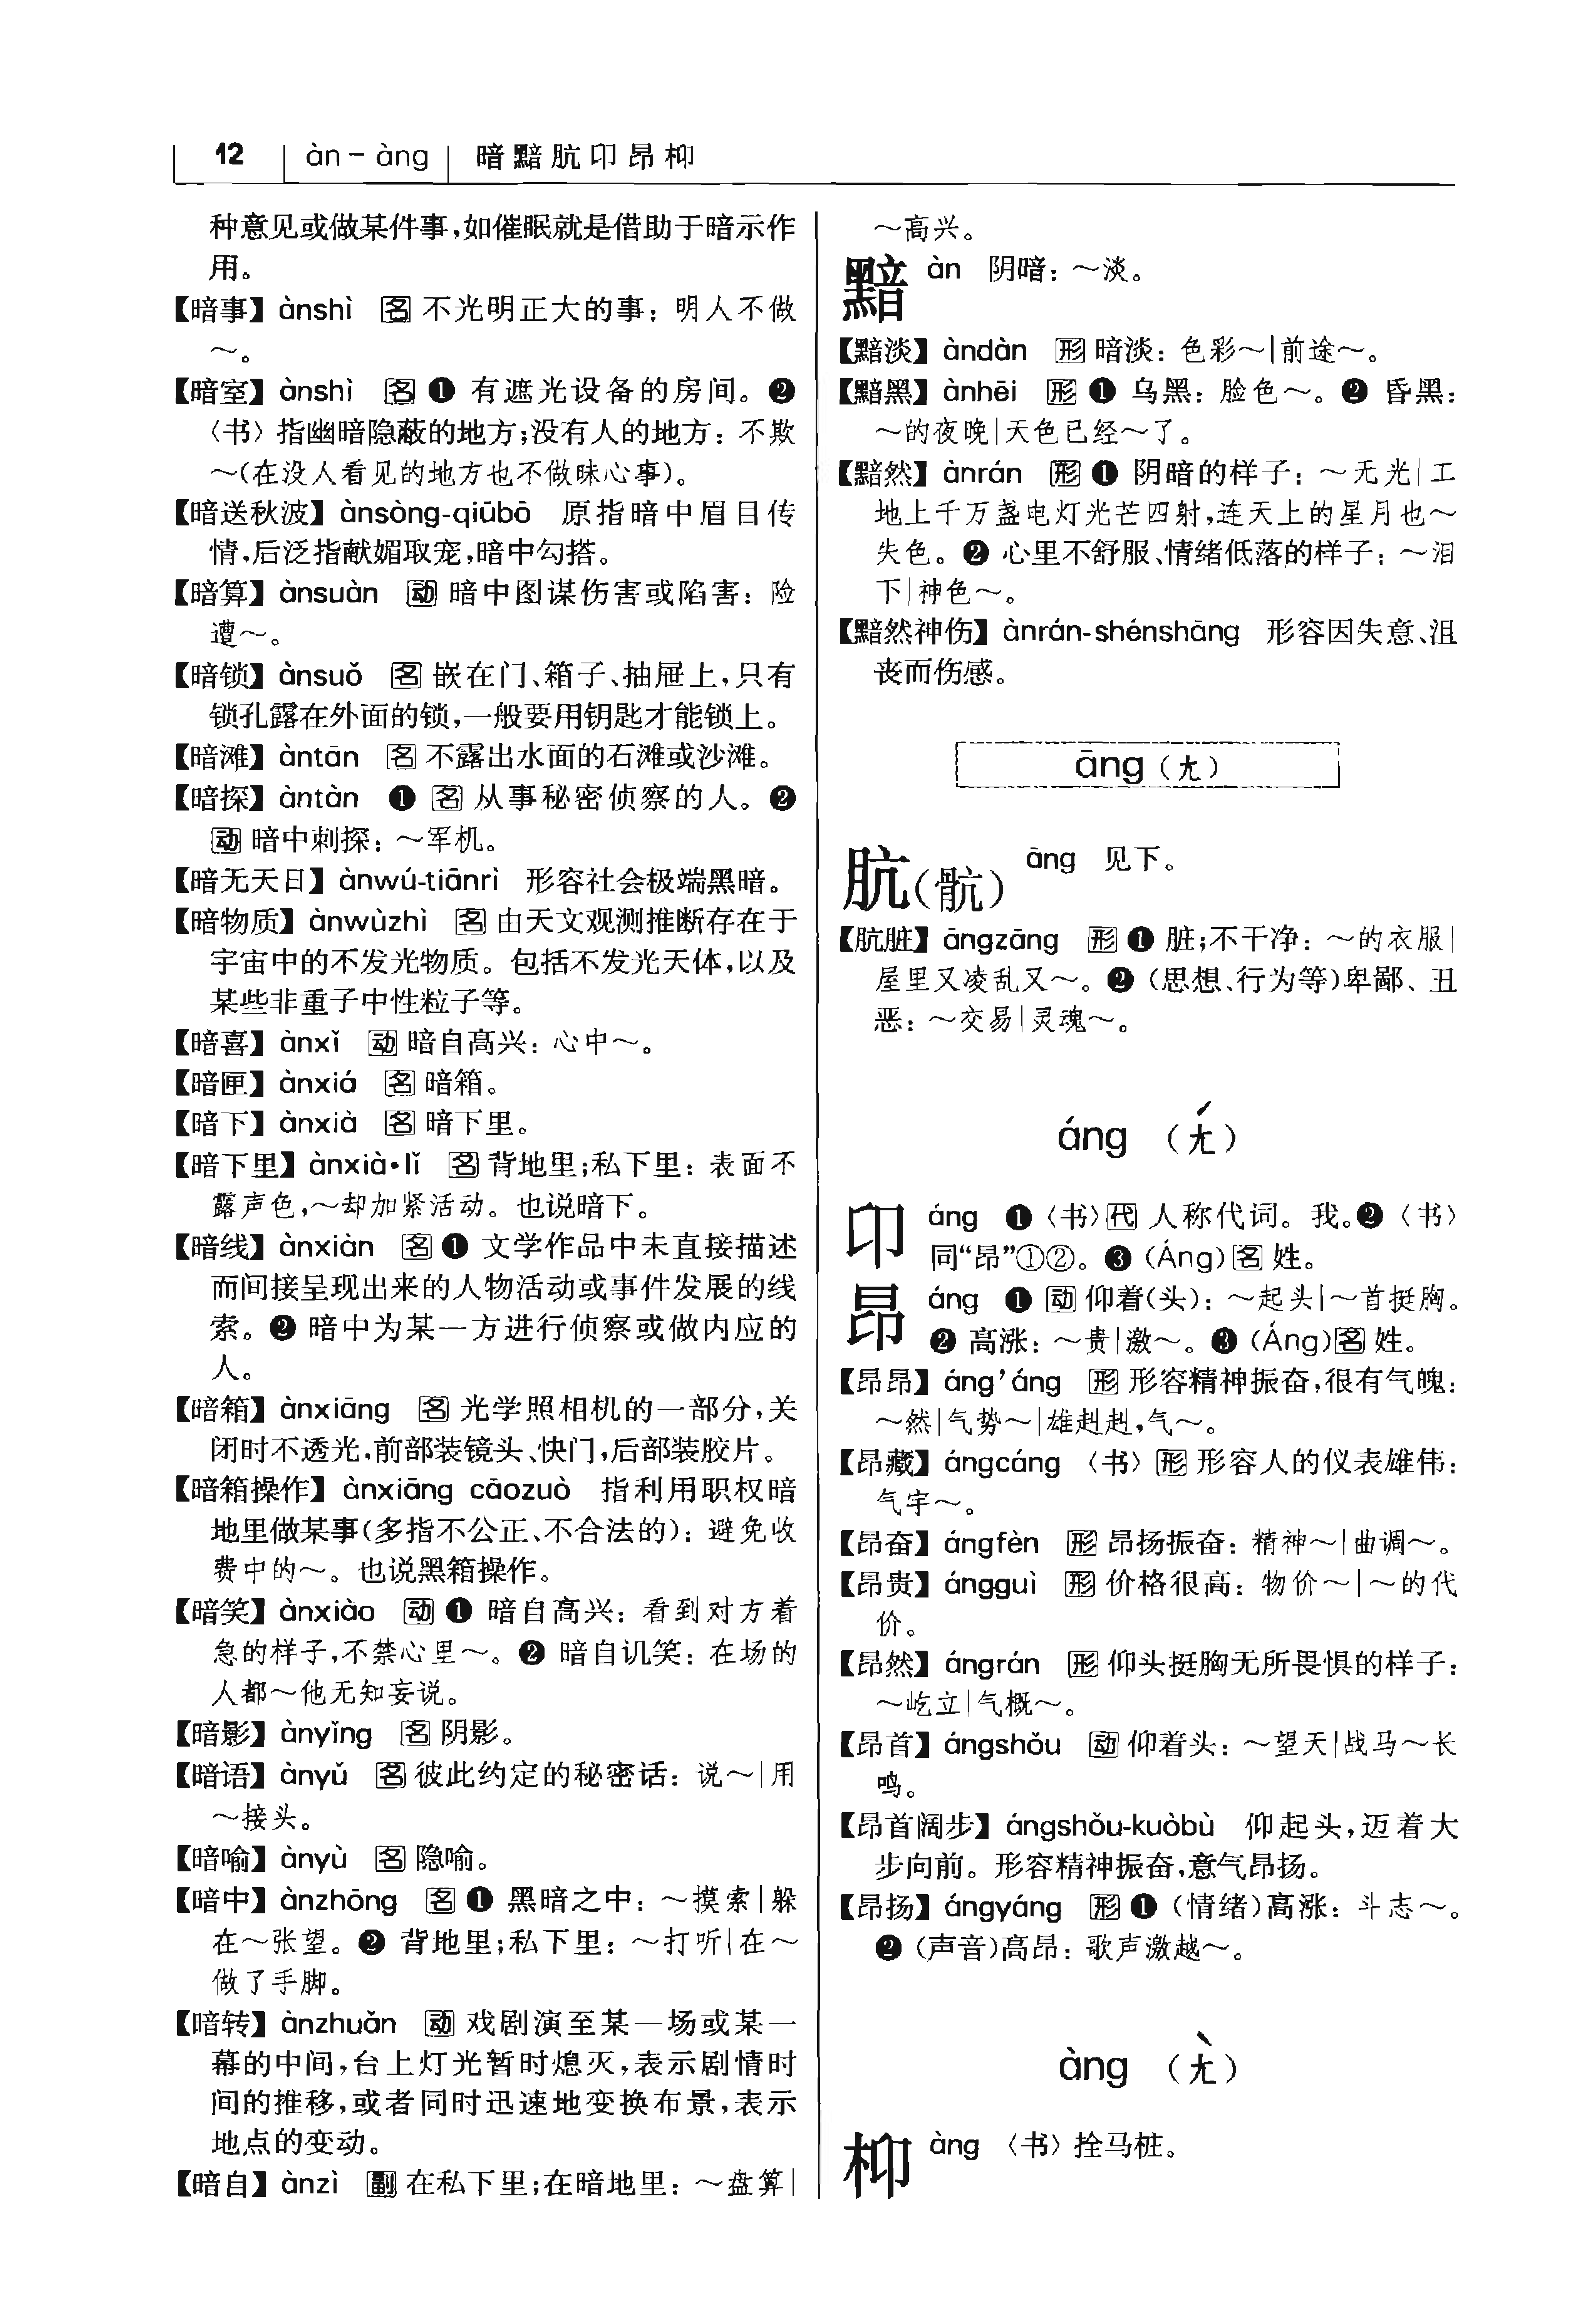 12 àn－àng 暗黯肮卬昂枊
种意见或做某件事,如催眠就是借助于暗示作
用。
【暗事】 ànshì 名 不光明正大的事：明人不做
～。
【暗室】 ànshì 名 ❶ 有遮光设备的房间。❷
〈书〉指幽暗隐蔽的地方;没有人的地方：不欺
～(在没人看见的地方也不做昧心事)。
【暗送秋波】 ànsòng-qiūbō 原指暗中眉目传
情,后泛指献媚取宠,暗中勾搭。
【暗算】 ànsuàn 动 暗中图谋伤害或陷害：险
遭～。
【暗锁】 ànsuǒ 名 嵌在门、箱子、抽屉上,只有
锁孔露在外面的锁,一般要用钥匙才能锁上。
【暗滩】 àntān 名 不露出水面的石滩或沙滩。
【暗探】 àntàn ❶ 名 从事秘密侦察的人。❷
动 暗中刺探：～军机。
【暗无天日】 ànwú-tiānrì 形容社会极端黑暗。
【暗物质】 ànwùzhì 名 由天文观测推断存在于
宇宙中的不发光物质。包括不发光天体,以及
某些非重子中性粒子等。
【暗喜】 ànxǐ 动 暗自高兴：心中～。
【暗匣】 ànxiá 名 暗箱。
【暗下】 ànxià 名 暗下里。
【暗下里】 ànxià•lǐ 名 背地里;私下里：表面不
露声色,～却加紧活动。也说暗下。
【暗线】 ànxiàn 名 ❶ 文学作品中未直接描述
而间接呈现出来的人物活动或事件发展的线
索。❷ 暗中为某一方进行侦察或做内应的
人。
【暗箱】 ànxiāng 名 光学照相机的一部分,关
闭时不透光,前部装镜头、快门,后部装胶片。
【暗箱操作】 ànxiāng cāozuò 指利用职权暗
地里做某事(多指不公正、不合法的)：避免收
费中的～。也说黑箱操作。
【暗笑】 ànxiào 动 ❶ 暗自高兴：看到对方着
急的样子,不禁心里～。❷ 暗自讥笑：在场的
人都～他无知妄说。
【暗影】 ànyǐng 名 阴影。
【暗语】 ànyǔ 名 彼此约定的秘密话：说～|用
～接头。
【暗喻】 ànyù 名 隐喻。
【暗中】 ànzhōng 名 ❶ 黑暗之中：～摸索|躲
在～张望。❷ 背地里;私下里：～打听|在～
做了手脚。
【暗转】 ànzhuǎn 动 戏剧演至某一场或某一
幕的中间,台上灯光暂时熄灭,表示剧情时
间的推移,或者同时迅速地变换布景,表示
地点的变动。
【暗自】 ànzì 副 在私下里;在暗地里：～盘算|
～高兴。
黯 àn 阴暗：～淡。
【黯淡】 àndàn 形 暗淡：色彩～|前途～。
【黯黑】 ànhēi 形 ❶ 乌黑：脸色～。❷ 昏黑：
～的夜晚|天色已经～了。
【黯然】 ànrán 形 ❶ 阴暗的样子：～无光|工
地上千万盏电灯光芒四射,连天上的星月也～
失色。❷ 心里不舒服、情绪低落的样子：～泪
下|神色～。
【黯然神伤】 ànrán-shénshāng 形容因失意、沮
丧而伤感。
āng (ㄤ)
肮(骯) āng 见下。
【肮脏】 āngzāng 形 ❶ 脏;不干净：～的衣服|
屋里又凌乱又～。❷ (思想、行为等)卑鄙、丑
恶：～交易|灵魂～。
áng (ㄤˊ)
卬 áng ❶〈书〉代 人称代词。我。❷〈书〉
同“昂”①②。❸ (Áng) 名 姓。
昂 áng ❶ 动 仰着(头)：～起头|～首挺胸。
❷ 高涨：～贵|激～。❸ (Áng) 名 姓。
【昂昂】 áng’áng 形 形容精神振奋,很有气魄：
～然|气势～|雄赳赳,气～。
【昂藏】 ángcáng 〈书〉形 形容人的仪表雄伟：
气宇～。
【昂奋】 ángfèn 形 昂扬振奋：精神～|曲调～。
【昂贵】 ángguì 形 价格很高：物价～|～的代
价。
【昂然】 ángrán 形 仰头挺胸无所畏惧的样子：
～屹立|气概～。
【昂首】 ángshǒu 动 仰着头：～望天|战马～长
鸣。
【昂首阔步】 ángshǒu-kuòbù 仰起头,迈着大
步向前。形容精神振奋,意气昂扬。
【昂扬】 ángyáng 形 ❶ (情绪)高涨：斗志～。
❷ (声音)高昂：歌声激越～。
àng (ㄤˋ)
枊 àng 〈书〉拴马桩。